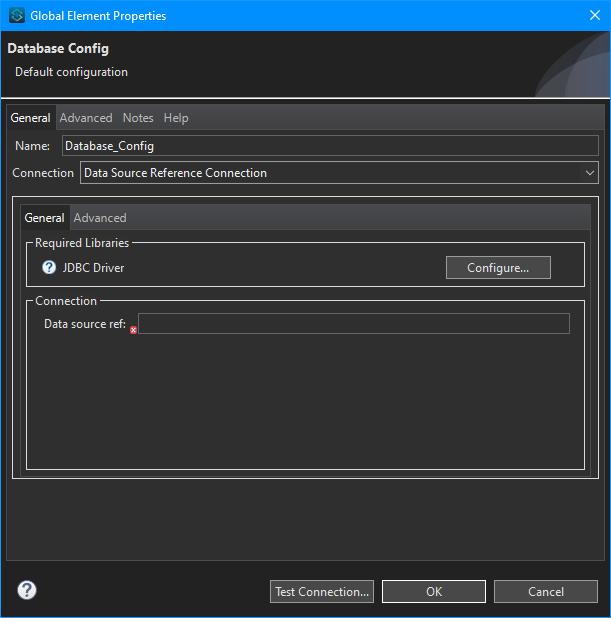 Global Element Properties
Database Config
Default configuration
General Advanced Notes Help
Name: Database_Config
Connection Data Source Reference Connection
General Advanced
Required Libraries
? JDBC Driver Configure...
Connection
Data source ref:
? Test Connection... OK Cancel